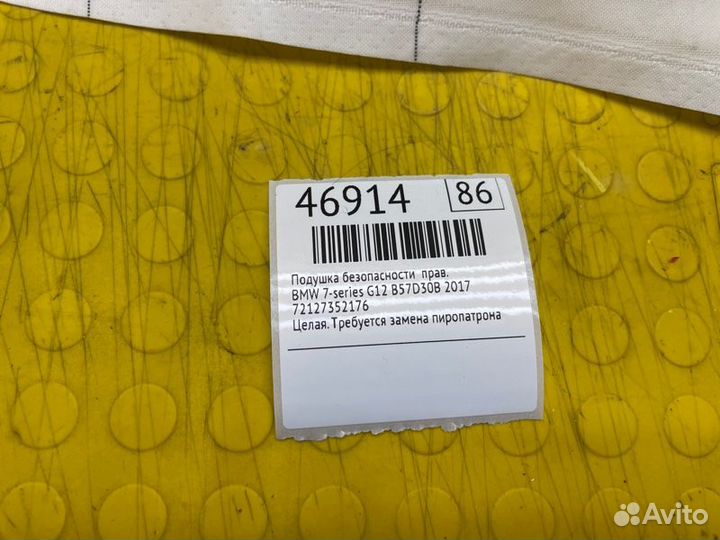 46914 86
Подушка безопасности прав.
BMW 7-series G12 B57D30B 2017
72127352176
Целая. Требуется замена пиропатрона
Avito